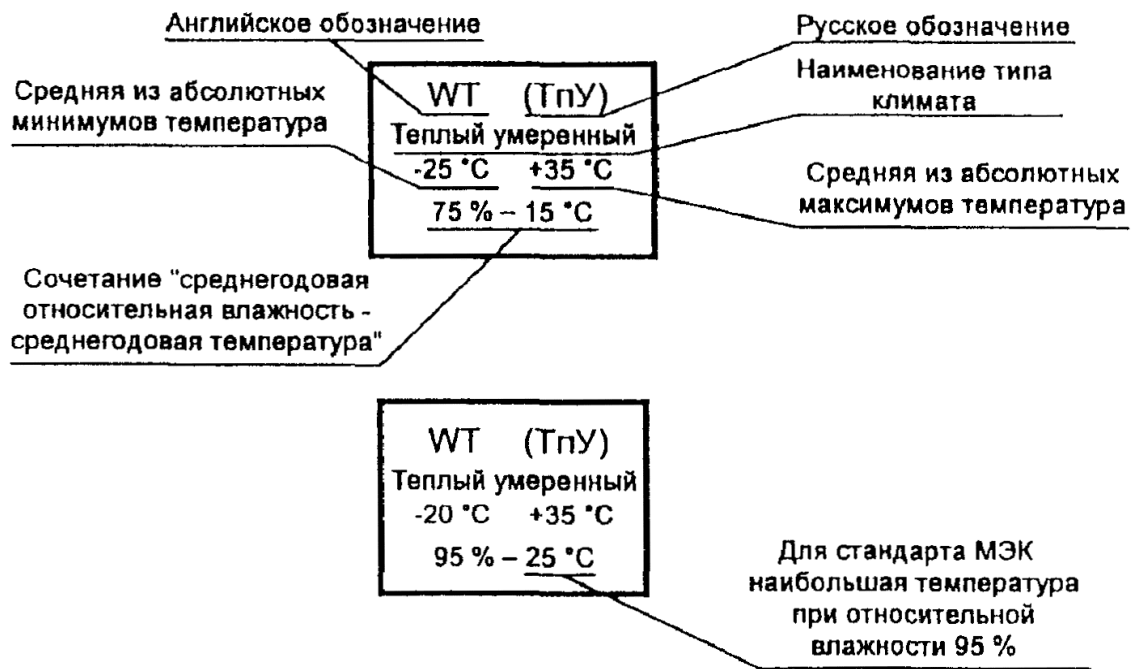 Английское обозначение
Русское обозначение
Средняя из абсолютных
минимумов температура
WT (ТпУ)
Теплый умеренный
-25 °С +35 °С
75 % – 15 °С
Наименование типа
климата
Средняя из абсолютных
максимумов температура
Сочетание "среднегодовая
относительная влажность -
среднегодовая температура"
WT (ТпУ)
Теплый умеренный
-20 °С +35 °С
95 % – 25 °С
Для стандарта МЭК
наибольшая температура
при относительной
влажности 95 %